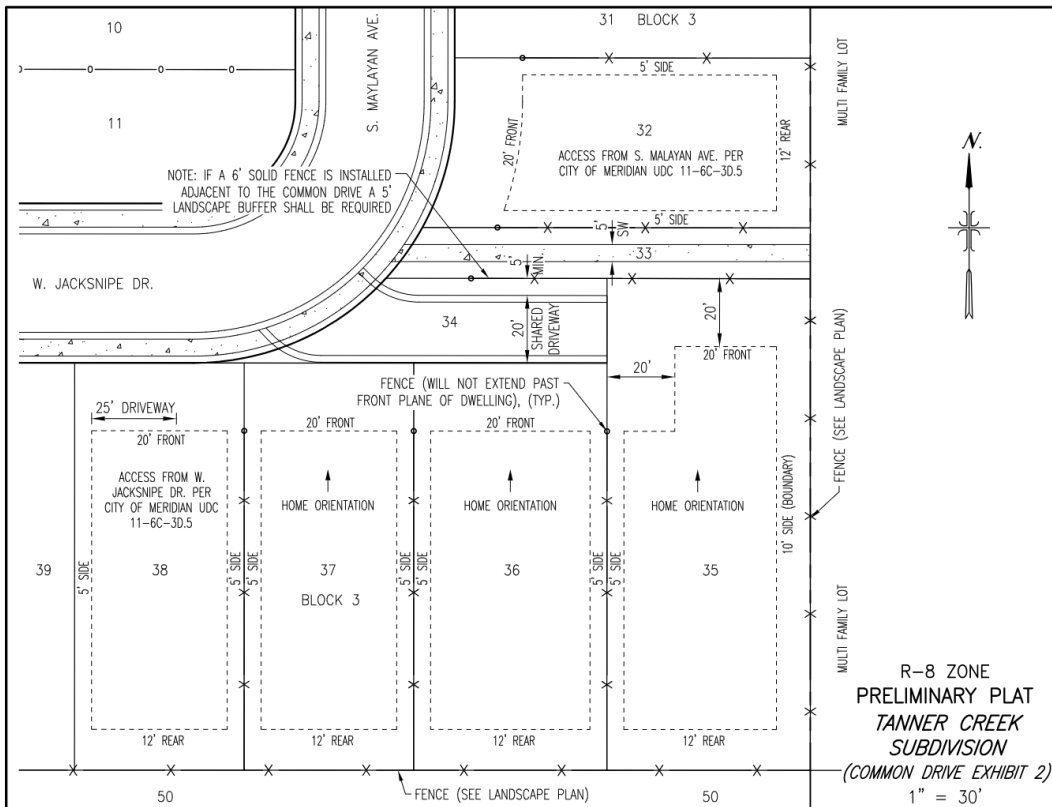 31 BLOCK 3
10
S. MAYLAYAN AVE.
MULTI FAMILY LOT
5' SIDE
11
20' FRONT
32
12' REAR
ACCESS FROM S. MALAYAN AVE. PER
CITY OF MERIDIAN UDC 11-6C-3D.5
N.
NOTE: IF A 6' SOLID FENCE IS INSTALLED
ADJACENT TO THE COMMON DRIVE A 5'
LANDSCAPE BUFFER SHALL BE REQUIRED
5' SIDE
5'
SW
33
5'
MIN.
W. JACKSNIPE DR.
34
20'
SHARED
DRIVEWAY
20'
20' FRONT
20'
FENCE (SEE LANDSCAPE PLAN)
FENCE (WILL NOT EXTEND PAST
FRONT PLANE OF DWELLING), (TYP.)
25' DRIVEWAY
20' FRONT
20' FRONT
20' FRONT
ACCESS FROM W.
JACKSNIPE DR. PER
CITY OF MERIDIAN UDC
11-6C-3D.5
HOME ORIENTATION
HOME ORIENTATION
HOME ORIENTATION
10' SIDE (BOUNDARY)
39
5' SIDE
38
5' SIDE
5' SIDE
37
BLOCK 3
5' SIDE
5' SIDE
36
5' SIDE
5' SIDE
35
MULTI FAMILY LOT
12' REAR
12' REAR
12' REAR
12' REAR
50
FENCE (SEE LANDSCAPE PLAN)
50
R-8 ZONE
PRELIMINARY PLAT
TANNER CREEK
SUBDIVISION
(COMMON DRIVE EXHIBIT 2)
1" = 30'